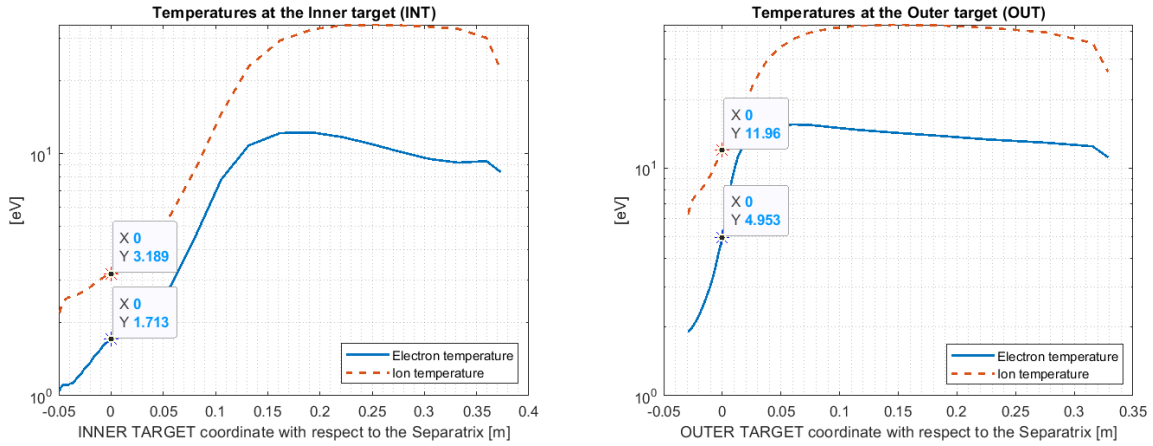 Temperatures at the Inner target (INT)
[eV]
10^1
10^0
X 0
Y 3.189
X 0
Y 1.713
Electron temperature
Ion temperature
-0.05 0 0.05 0.1 0.15 0.2 0.25 0.3 0.35 0.4
INNER TARGET coordinate with respect to the Separatrix [m]
Temperatures at the Outer target (OUT)
[eV]
10^1
10^0
X 0
Y 11.96
X 0
Y 4.953
Electron temperature
Ion temperature
-0.05 0 0.05 0.1 0.15 0.2 0.25 0.3 0.35
OUTER TARGET coordinate with respect to the Separatrix [m]